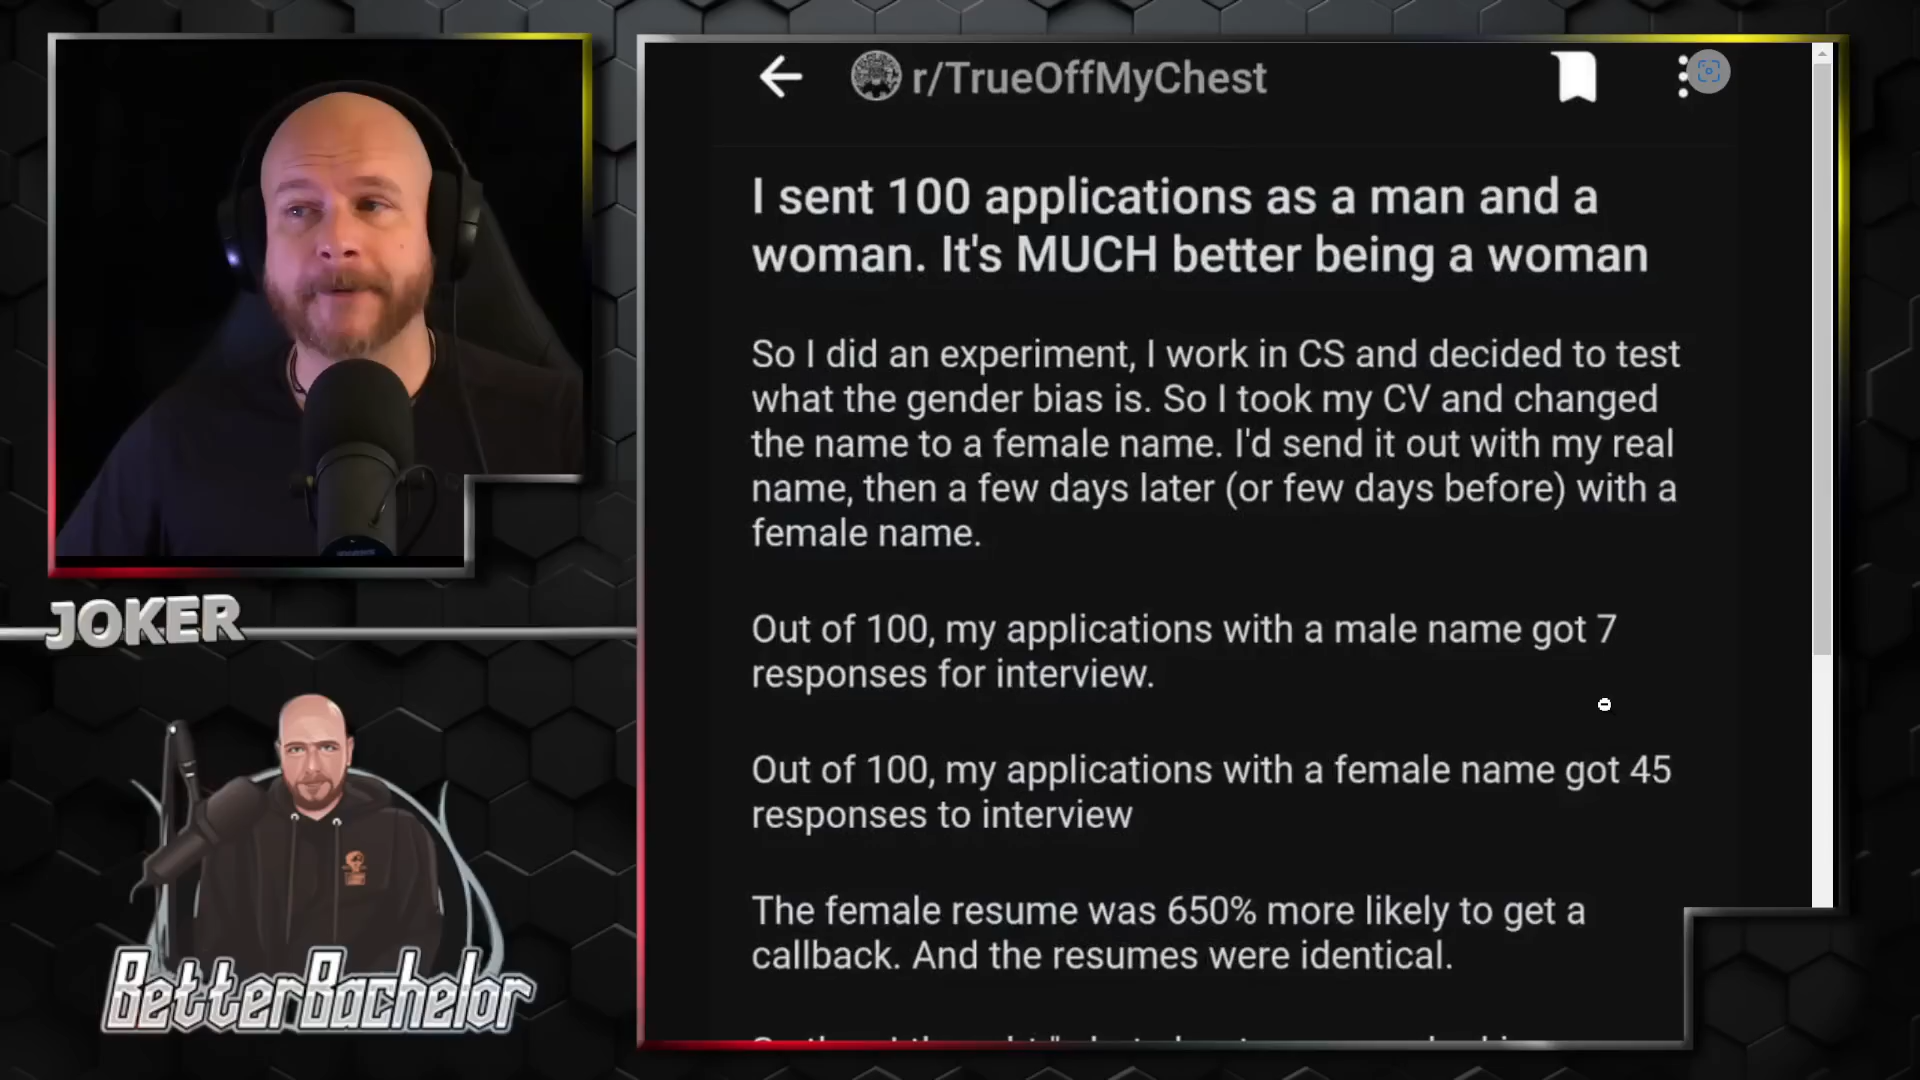 r/TrueOffMyChest
I sent 100 applications as a man and a
woman. It's MUCH better being a woman
So I did an experiment, I work in CS and decided to test
what the gender bias is. So I took my CV and changed
the name to a female name. I'd send it out with my real
name, then a few days later (or few days before) with a
female name.
Out of 100, my applications with a male name got 7
responses for interview.
Out of 100, my applications with a female name got 45
responses to interview
The female resume was 650% more likely to get a
callback. And the resumes were identical.
JOKER
BetterBachelor